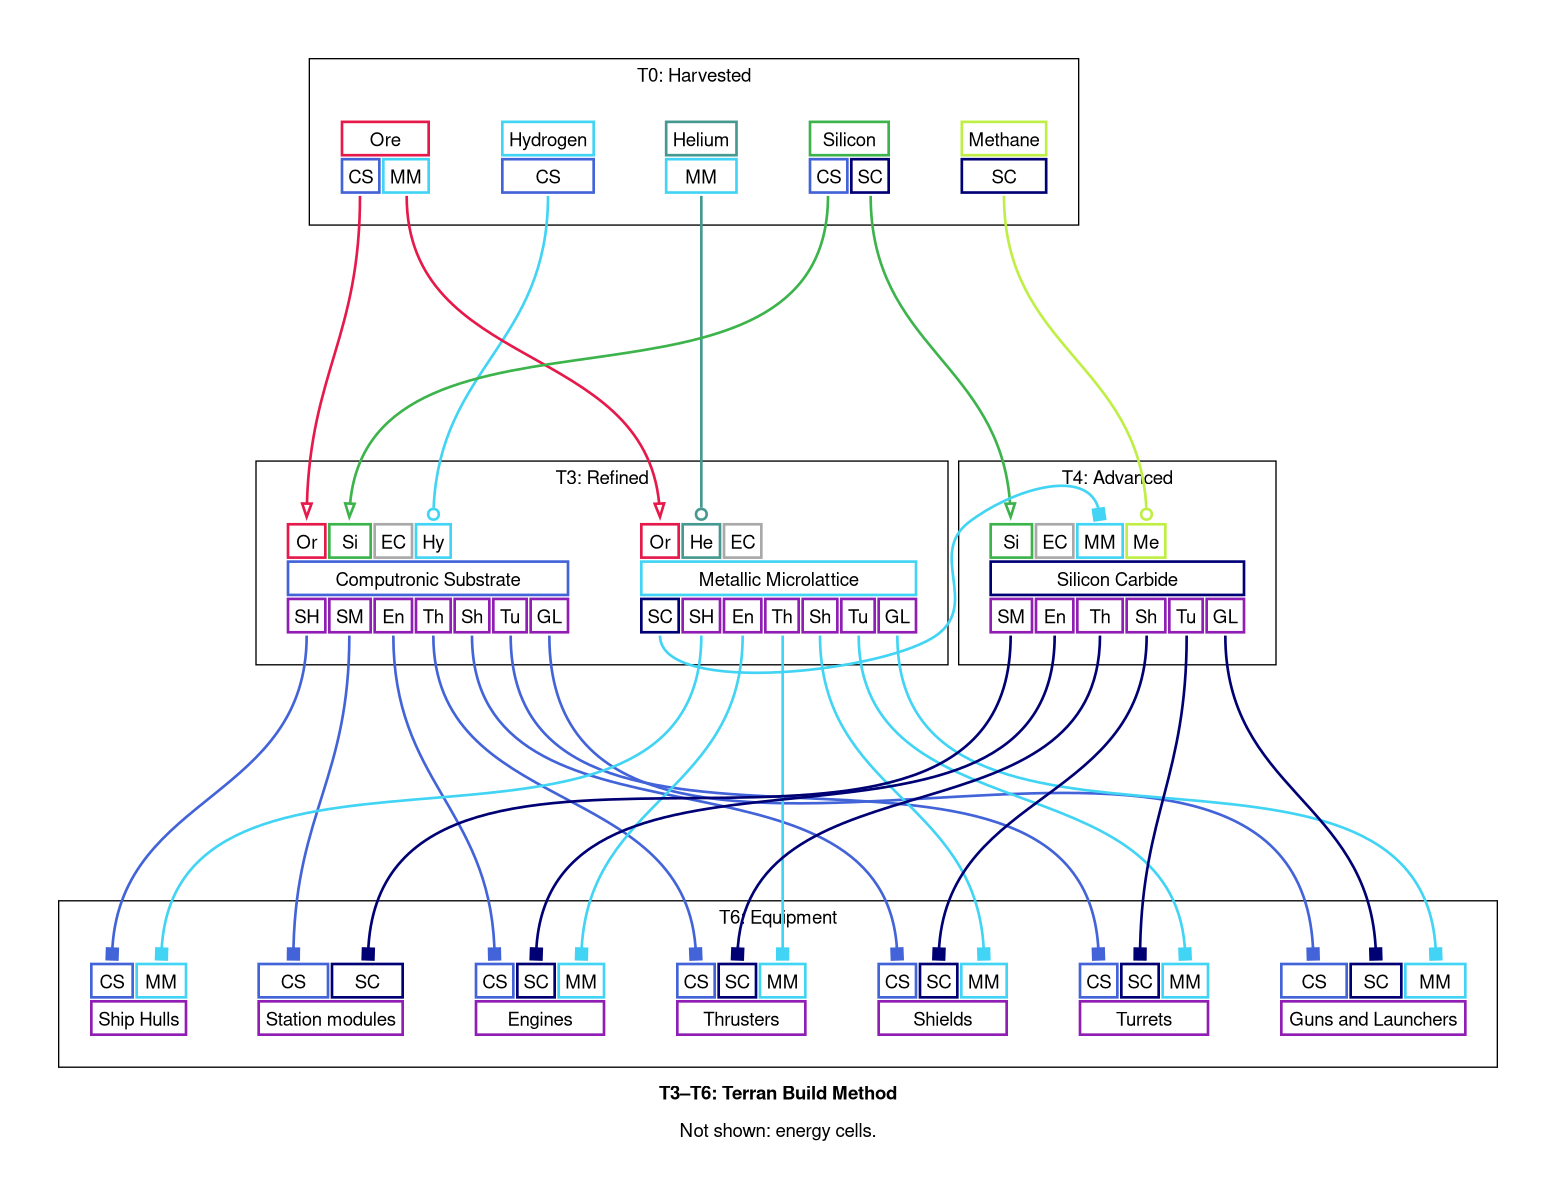 T0: Harvested
Ore Hydrogen Helium Silicon Methane
CS MM CS MM CS SC SC
T3: Refined T4: Advanced
Or Si EC Hy Or He EC Si EC MM Me
Computronic Substrate Metallic Microlattice Silicon Carbide
SH SM En Th Sh Tu GL SC SH En Th Sh Tu GL SM En Th Sh Tu GL
T6: Equipment
CS MM CS SC CS SC MM CS SC MM CS SC MM CS SC MM CS SC MM
Ship Hulls Station modules Engines Thrusters Shields Turrets Guns and Launchers
T3–T6: Terran Build Method
Not shown: energy cells.